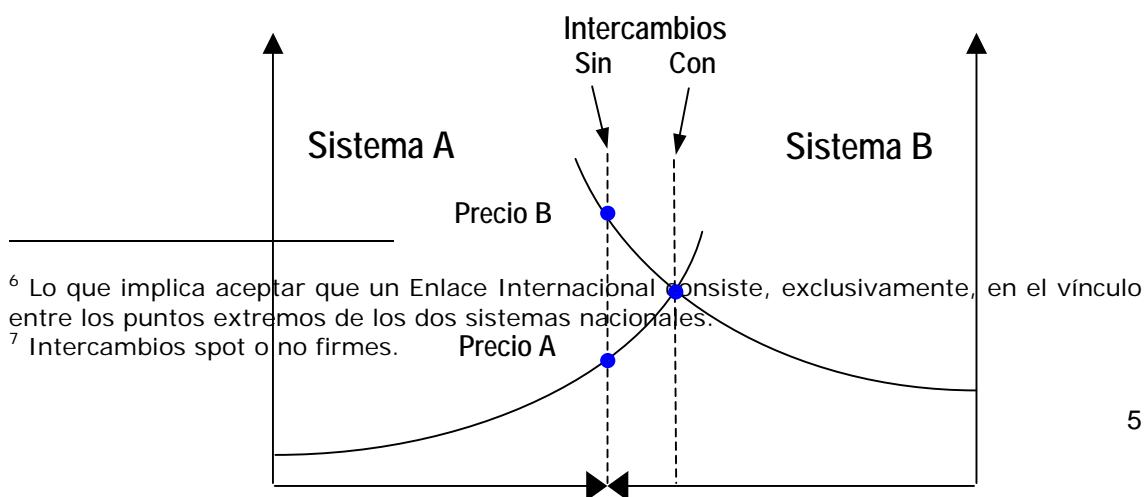 Intercambios
Sin Con
Sistema A Sistema B
Precio B
⁶ Lo que implica aceptar que un Enlace Internacional consiste, exclusivamente, en el vínculo
entre los puntos extremos de los dos sistemas nacionales.
⁷ Intercambios spot o no firmes.
Precio A
5